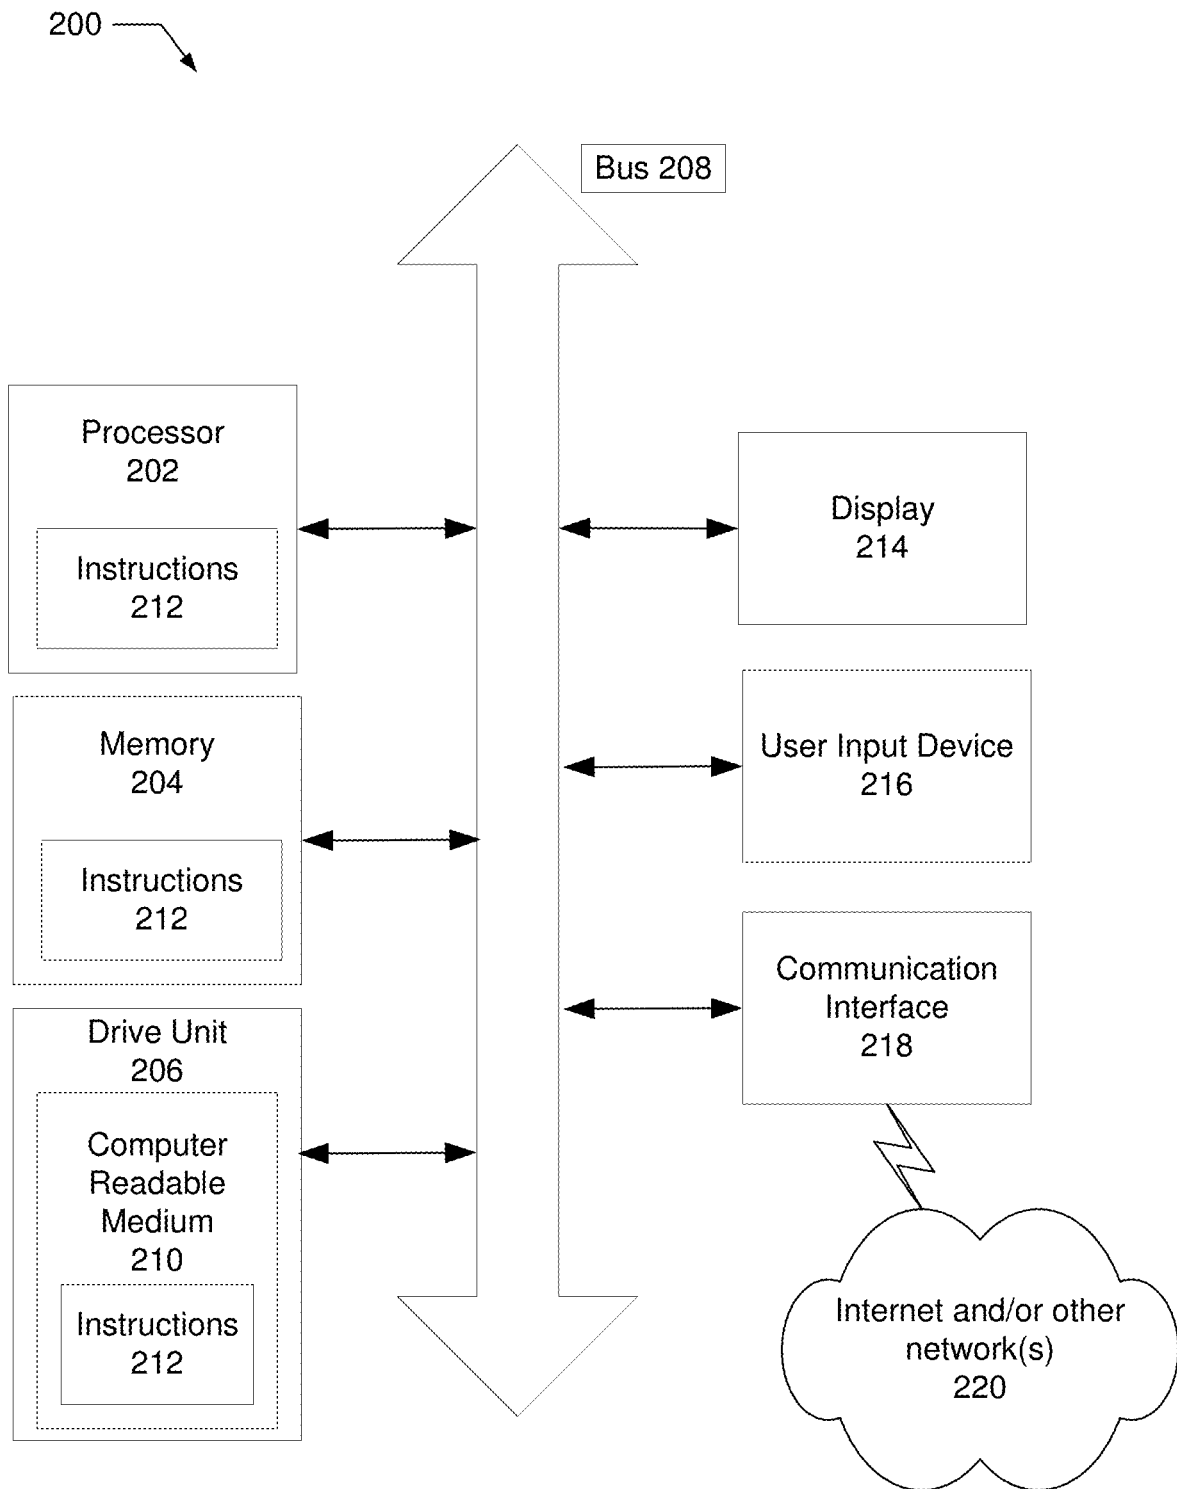 200
Bus 208
Processor
202
Instructions
212
Memory
204
Instructions
212
Drive Unit
206
Computer
Readable
Medium
210
Instructions
212
Display
214
User Input Device
216
Communication
Interface
218
Internet and/or other
network(s)
220